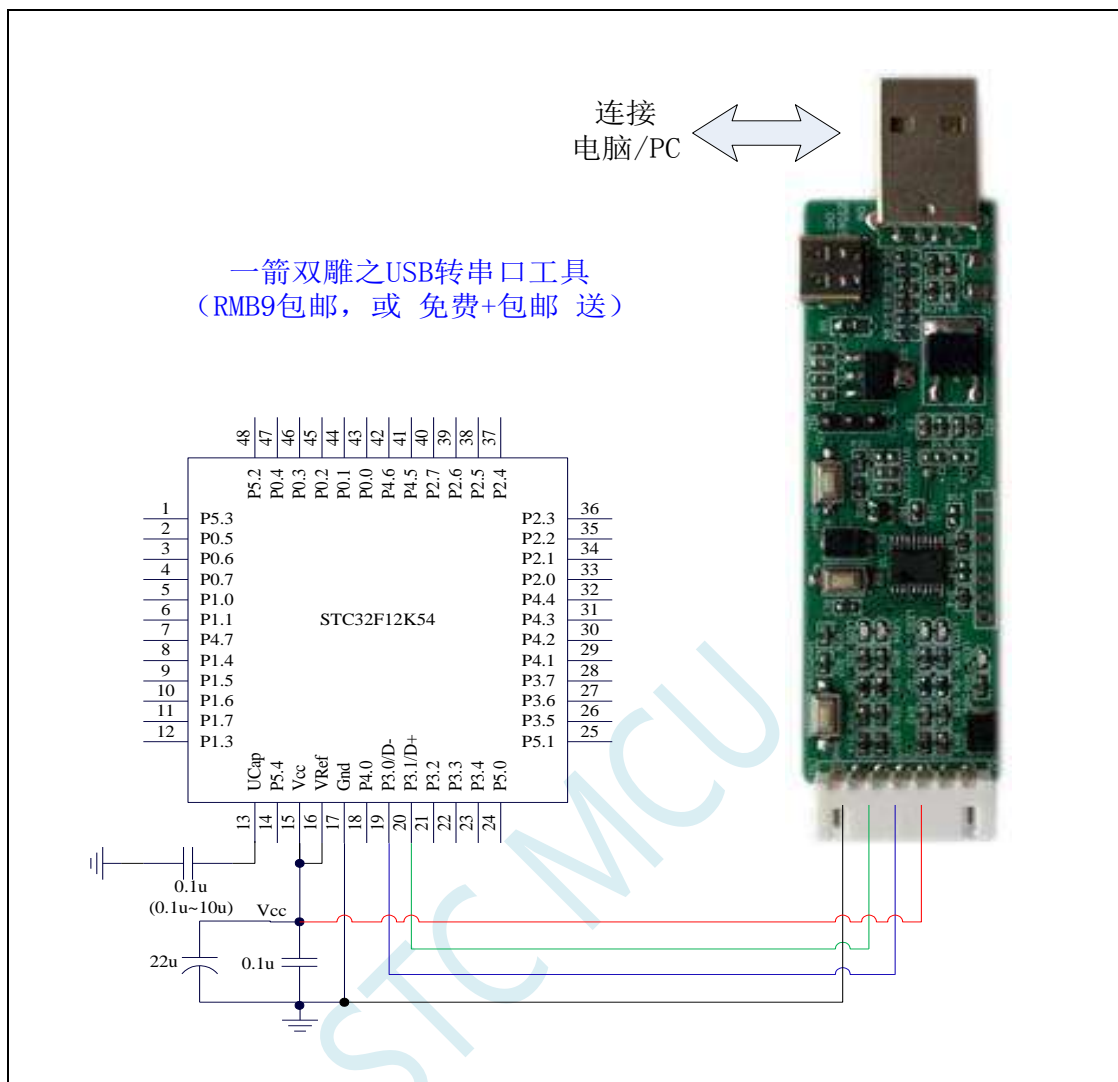 连接
电脑/PC
一箭双雕之USB转串口工具
（RMB9包邮，或 免费+包邮 送）
48 47 46 45 44 43 42 41 40 39 38 37
P5.2 P0.4 P0.3 P0.2 P0.1 P0.0 P4.6 P4.5 P2.7 P2.6 P2.5 P2.4
1 P5.3 P2.3 36
2 P0.5 P2.2 35
3 P0.6 P2.1 34
4 P0.7 P2.0 33
5 P1.0 P4.4 32
6 P1.1 STC32F12K54 P4.3 31
7 P4.7 P4.2 30
8 P1.4 P4.1 29
9 P1.5 P3.7 28
10 P1.6 P3.6 27
11 P1.7 P3.5 26
12 P1.3 P5.1 25
UCap P5.4 Vcc VRef Gnd P4.0 P3.0/D- P3.1/D+ P3.2 P3.3 P3.4 P5.0
13 14 15 16 17 18 19 20 21 22 23 24
0.1u
(0.1u~10u)
Vcc
22u 0.1u
STC MCU